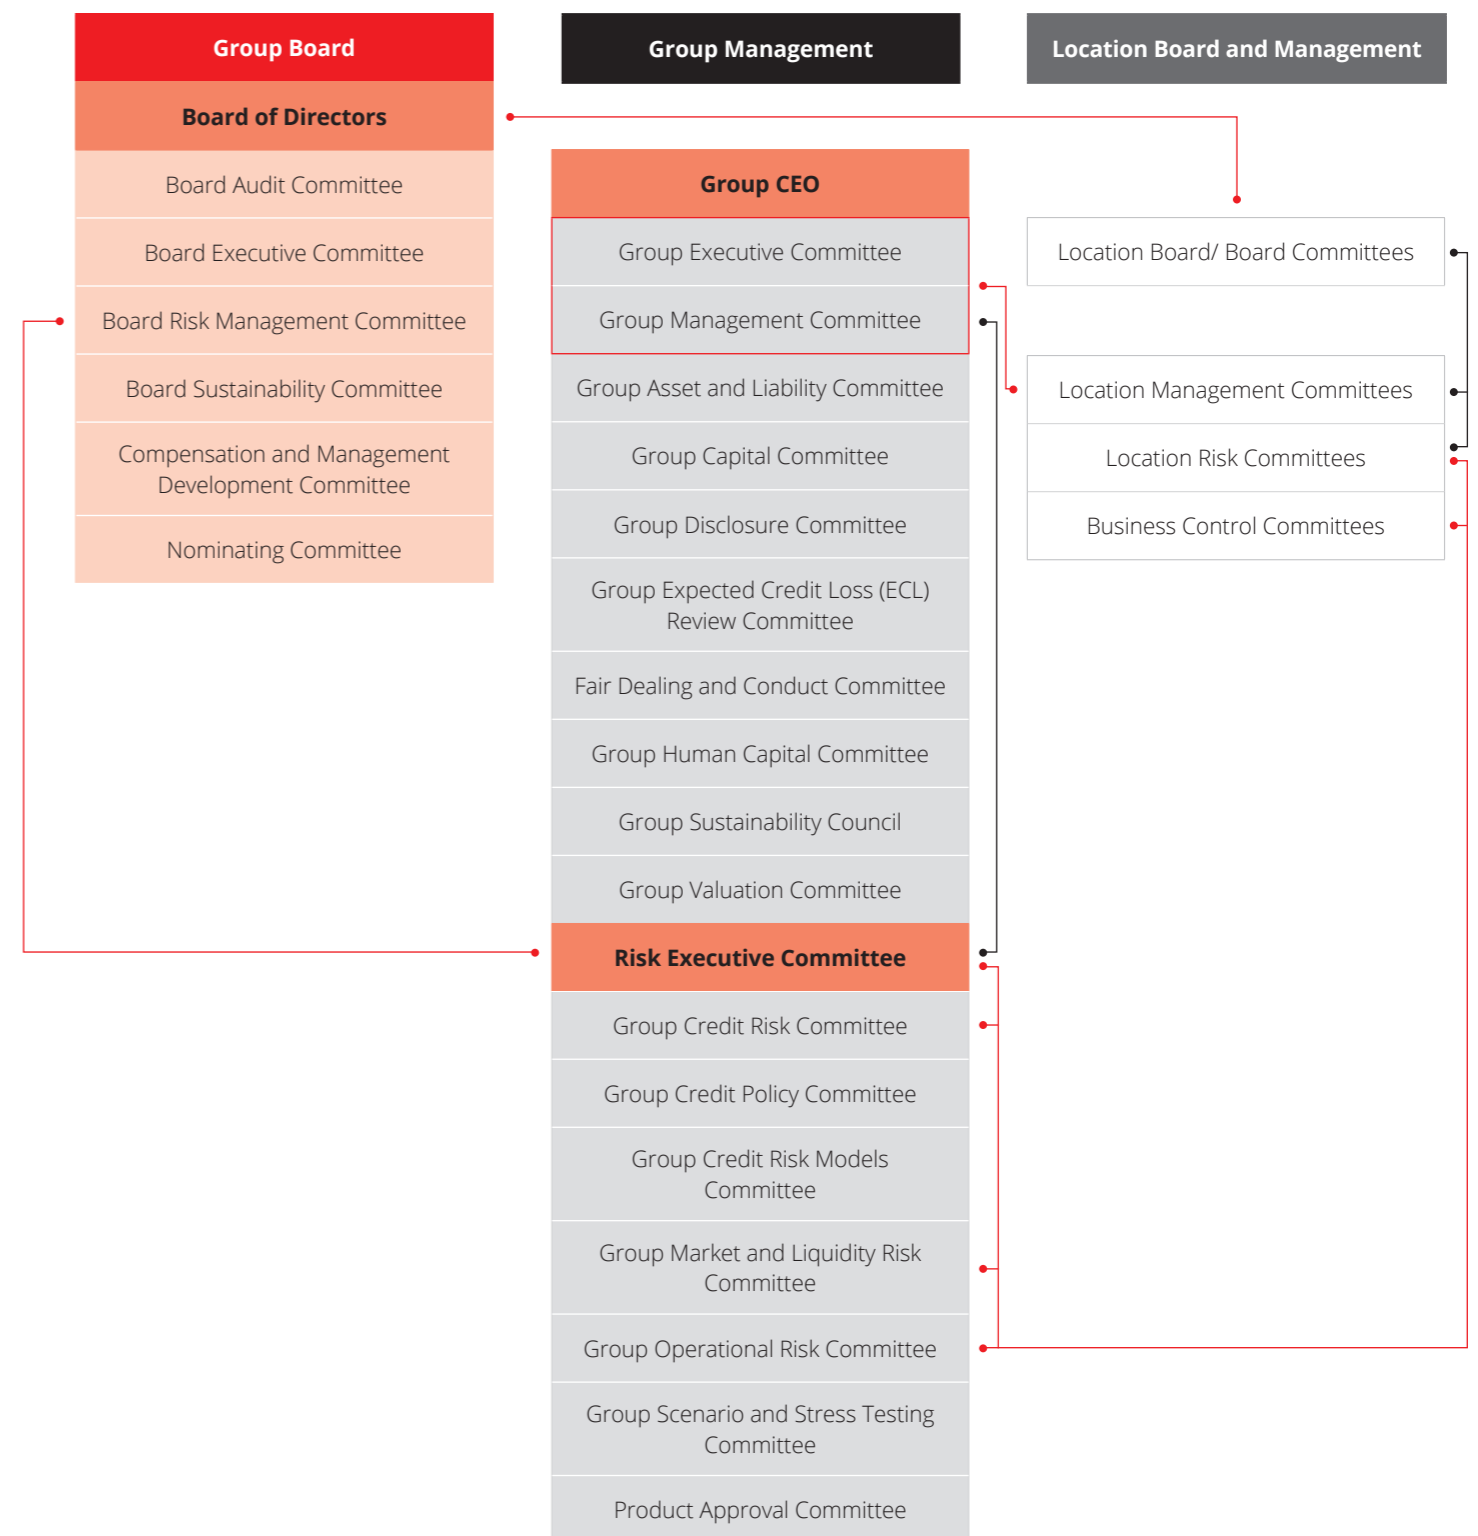 Group Board
Board of Directors
Board Audit Committee
Board Executive Committee
Board Risk Management Committee
Board Sustainability Committee
Compensation and Management
Development Committee
Nominating Committee
Group Management
Group CEO
Group Executive Committee
Group Management Committee
Group Asset and Liability Committee
Group Capital Committee
Group Disclosure Committee
Group Expected Credit Loss (ECL)
Review Committee
Fair Dealing and Conduct Committee
Group Human Capital Committee
Group Sustainability Council
Group Valuation Committee
Risk Executive Committee
Group Credit Risk Committee
Group Credit Policy Committee
Group Credit Risk Models
Committee
Group Market and Liquidity Risk
Committee
Group Operational Risk Committee
Group Scenario and Stress Testing
Committee
Product Approval Committee
Location Board and Management
Location Board/ Board Committees
Location Management Committees
Location Risk Committees
Business Control Committees